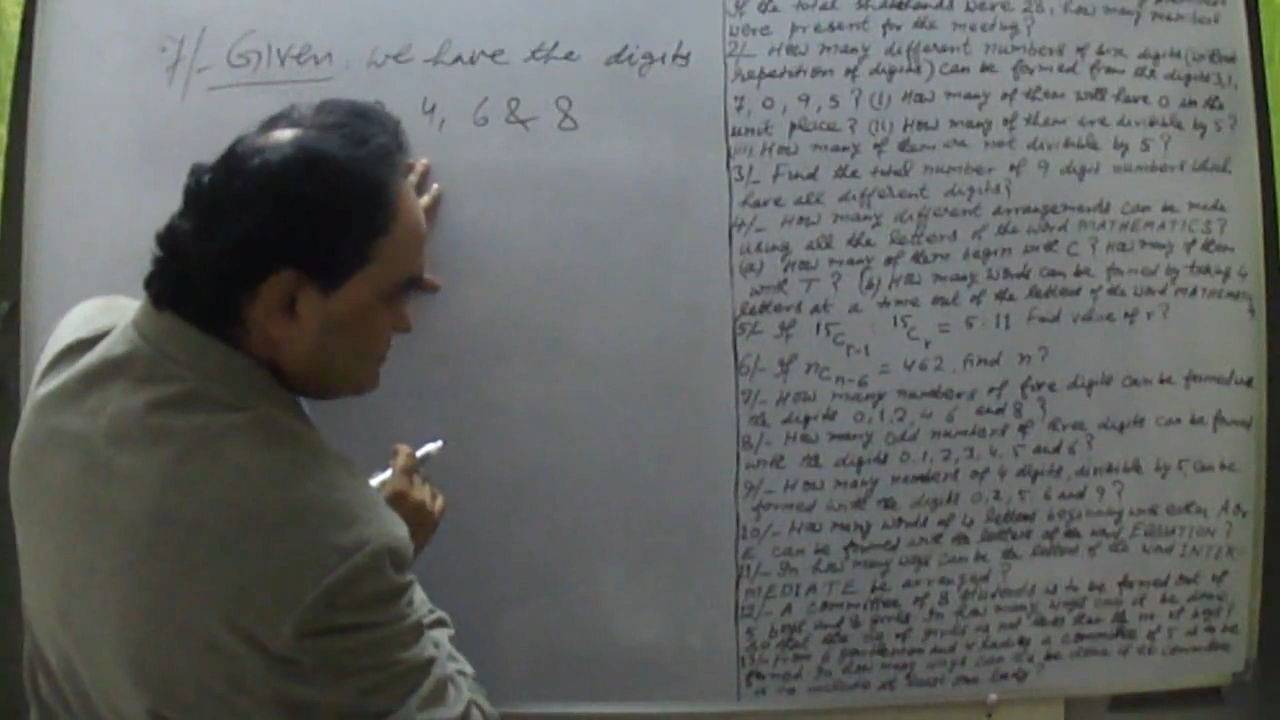 7/- Given. we have the digits
4, 6 & 8
If the total shakehands were 28, how many members
were present for the meeting?
2/- How many different numbers of six digits (without
repetition of digits) can be formed from the digits 3, 1,
7, 0, 9, 5? (i) How many of them will have 0 in the
unit place? (ii) How many of them are divisible by 5?
(iii) How many of them are not divisible by 5?
3/- Find the total number of 9 digit numbers which
have all different digits?
4/- How many different arrangements can be made
using all the letters of the word MATHEMATICS?
(a) How many of them begin with C? How many of them
with T? (b) How many words can be formed by taking 4
letters at a time out of the letters of the word
5/- If 15Cr-1 : 15Cr = 5:11 Find value of r?
6/- If nCn-6 = 462, Find n?
7/- How many numbers of five digits can be formed
the digits 0, 1, 2, 4 6 and 8?
8/- How many odd numbers of three digits can be formed
with the digits 0, 1, 2, 3, 4, 5 and 6?
9/- How many numbers of 4 digits, divisible by 5, can be
formed with the digits 0, 2, 5, 6 and 9?
10/- How many words of 4 letters beginning with either A or
E can be formed with the letters of the word EQUATION?
11/- In how many ways can be the letters of the word INTER
MEDIATE be arranged?
12/- A committee of 8 students is to be formed out of
5 boys and girls. In how many ways can it be done,
so that the no of girls is not less than the no of boys?
13/- From gentlemen and 4 ladies a committee of 5 is to be
formed. In how many ways can be done if the committee
is to include at least one lady?